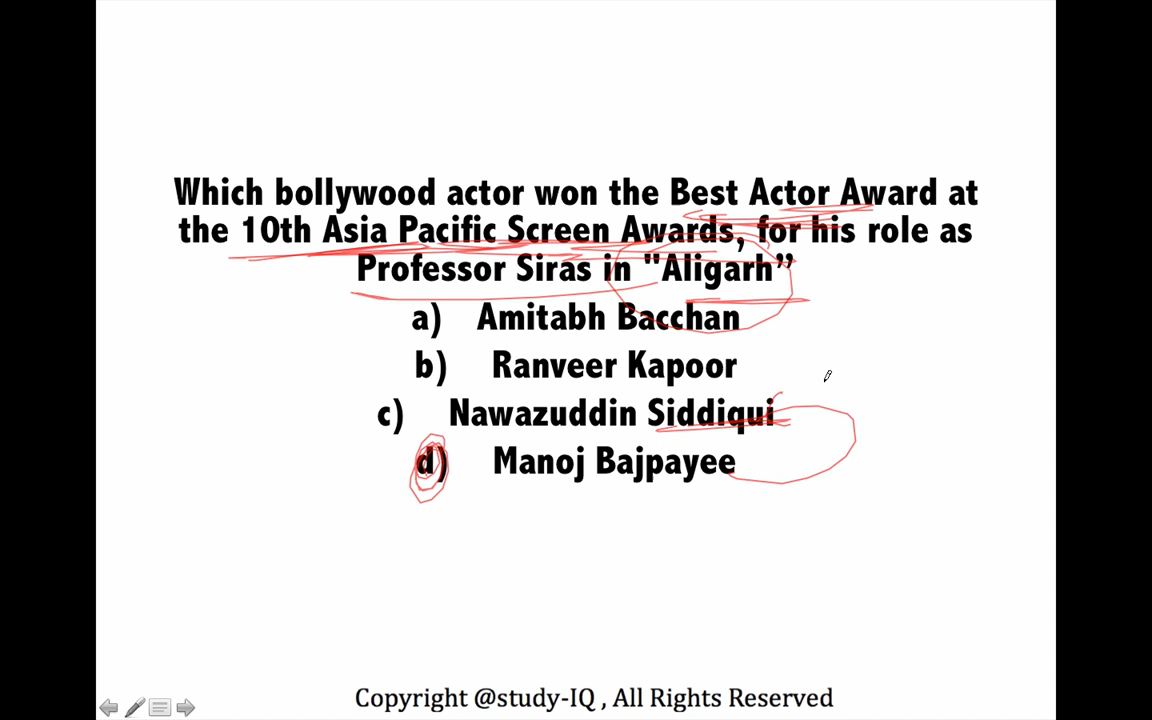 Which bollywood actor won the Best Actor Award at
the 10th Asia Pacific Screen Awards, for his role as
Professor Siras in "Aligarh”
a) Amitabh Bacchan
b) Ranveer Kapoor
c) Nawazuddin Siddiqui
d) Manoj Bajpayee
Copyright @study-IQ , All Rights Reserved